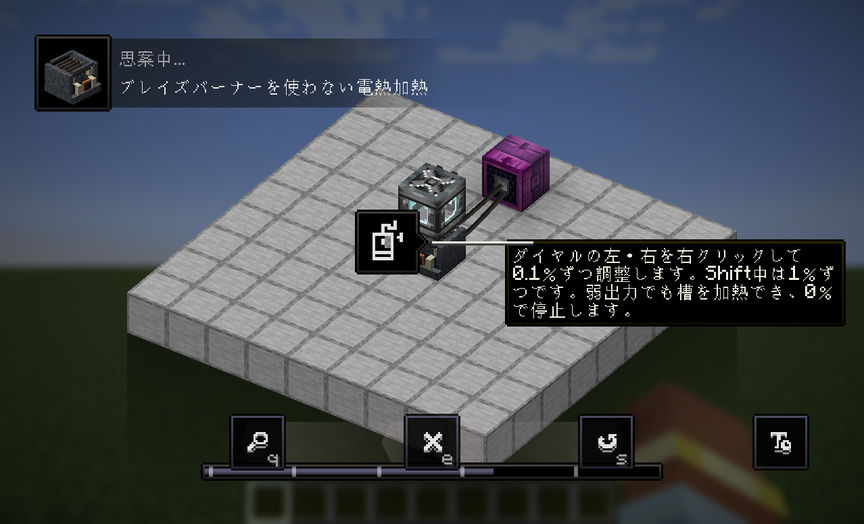 思案中...
ブレイズバーナーを使わない電熱加熱
ダイヤルの左・右を右クリックして
0.1％ずつ調整します。Shift中は1％ず
つです。弱出力でも槽を加熱でき、0％
で停止します。
q
e
s